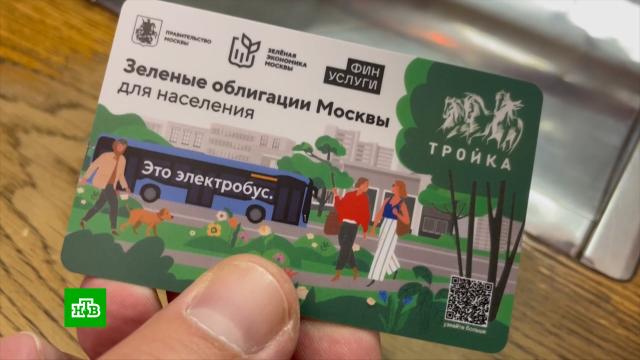 ПРАВИТЕЛЬСТВО
МОСКВЫ
ЗЕЛЁНАЯ
ЭКОНОМИКА
МОСКВЫ
ФИН
УСЛУГИ
Зеленые облигации Москвы
для населения
ТРОЙКА
Это электробус.
узнайте больше
НТВ